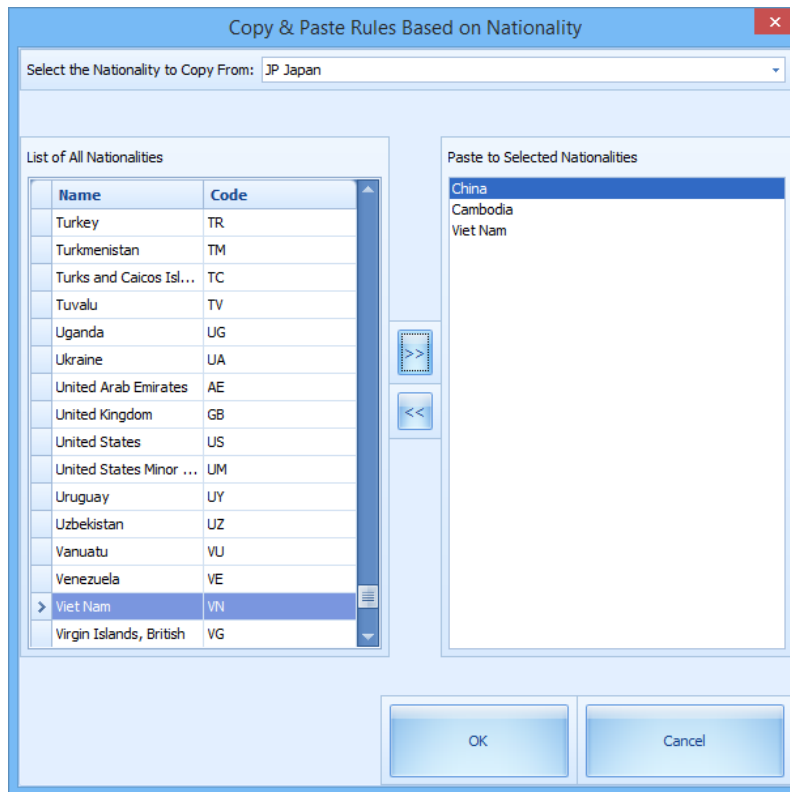 Copy & Paste Rules Based on Nationality
Select the Nationality to Copy From: JP Japan
List of All Nationalities
Name Code
Turkey TR
Turkmenistan TM
Turks and Caicos Isl... TC
Tuvalu TV
Uganda UG
Ukraine UA
United Arab Emirates AE
United Kingdom GB
United States US
United States Minor ... UM
Uruguay UY
Uzbekistan UZ
Vanuatu VU
Venezuela VE
> Viet Nam VN
Virgin Islands, British VG
>>
<<
Paste to Selected Nationalities
China
Cambodia
Viet Nam
OK Cancel